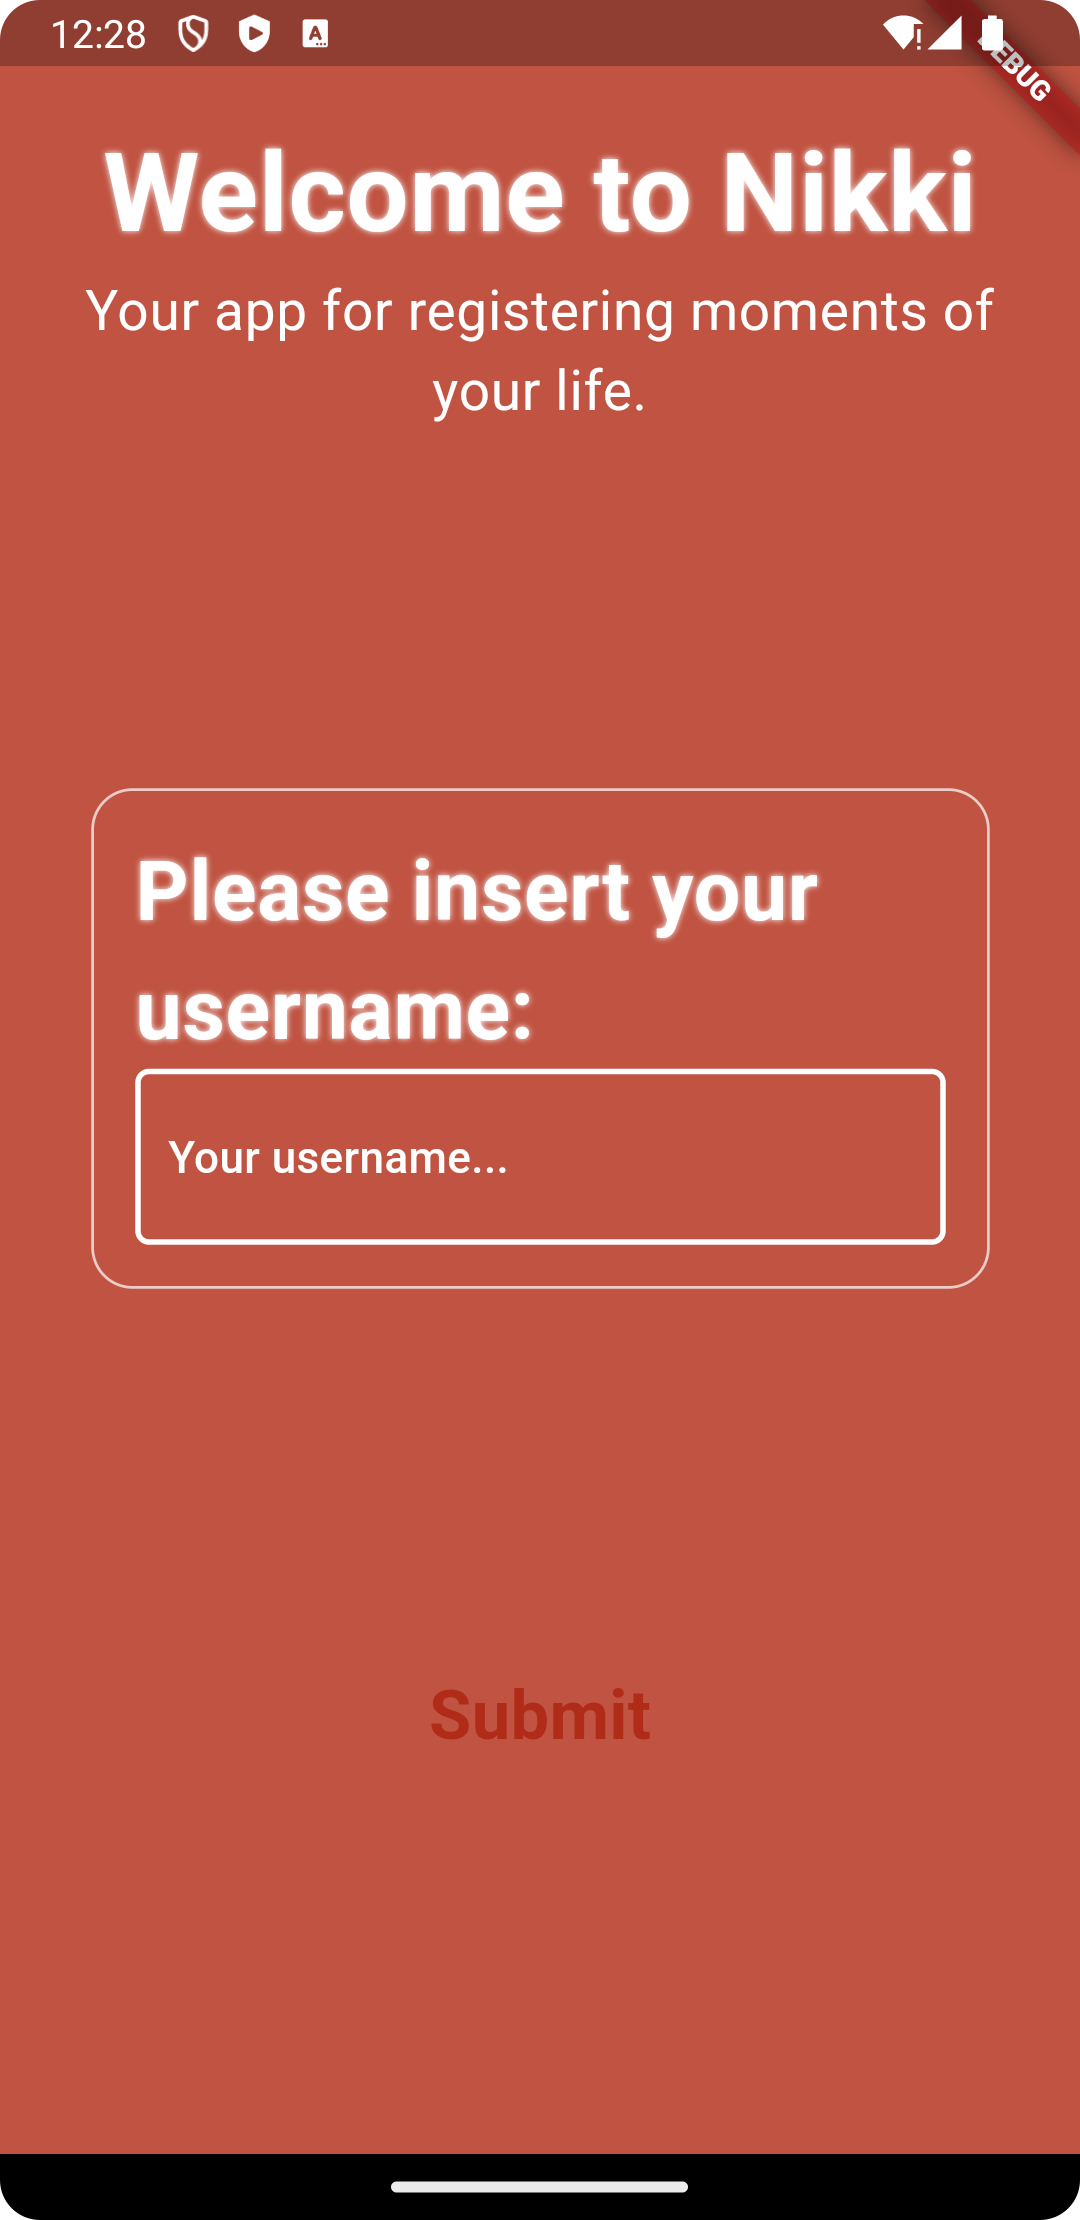 12:28
DEBUG
Welcome to Nikki
Your app for registering moments of
your life.
Please insert your
username:
Your username...
Submit